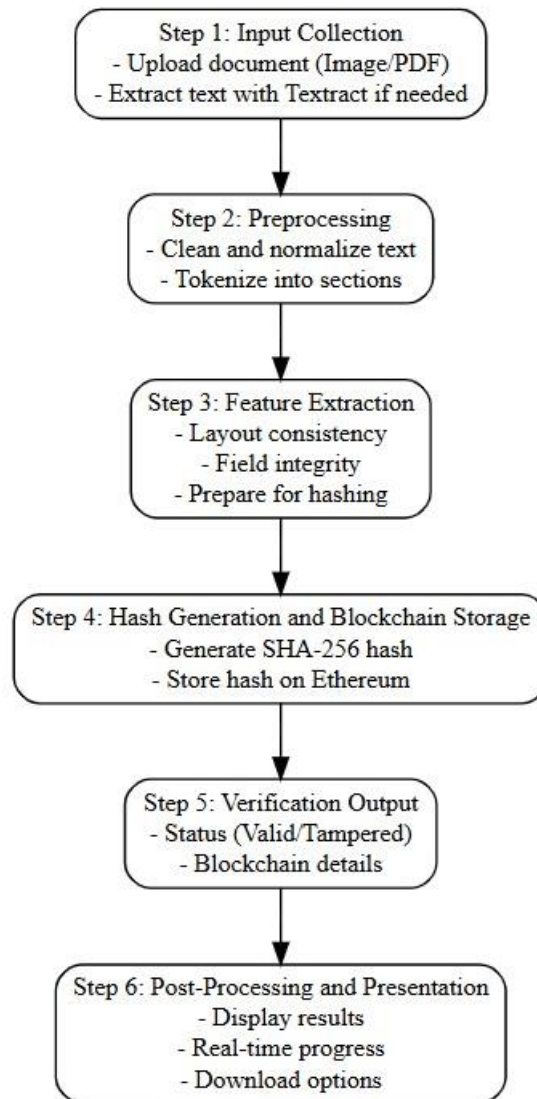 Step 1: Input Collection
- Upload document (Image/PDF)
- Extract text with Textract if needed
Step 2: Preprocessing
- Clean and normalize text
- Tokenize into sections
Step 3: Feature Extraction
- Layout consistency
- Field integrity
- Prepare for hashing
Step 4: Hash Generation and Blockchain Storage
- Generate SHA-256 hash
- Store hash on Ethereum
Step 5: Verification Output
- Status (Valid/Tampered)
- Blockchain details
Step 6: Post-Processing and Presentation
- Display results
- Real-time progress
- Download options